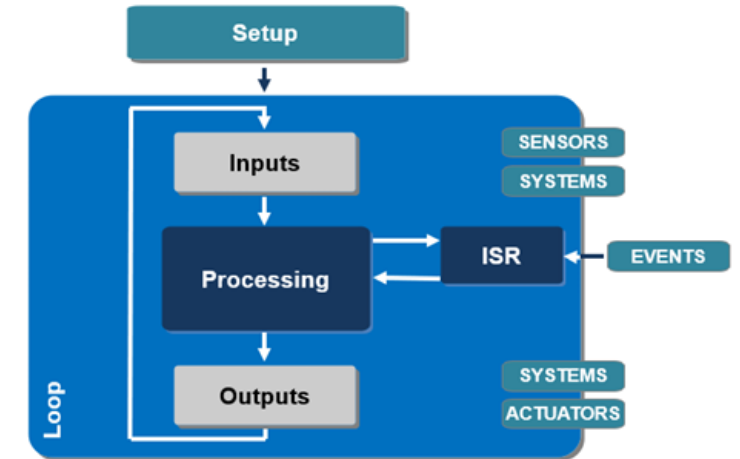 Setup
Inputs
SENSORS
SYSTEMS
Processing
ISR
EVENTS
Outputs
SYSTEMS
ACTUATORS
Loop